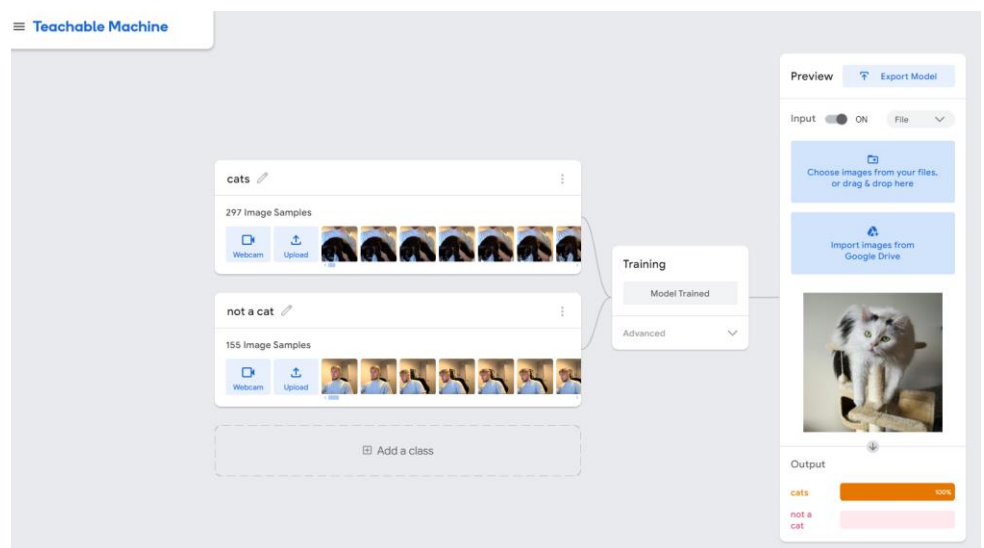 Teachable Machine
cats
297 Image Samples
Webcam
Upload
not a cat
155 Image Samples
Webcam
Upload
Add a class
Training
Model Trained
Advanced
Preview
Export Model
Input
ON
File
Choose images from your files,
or drag & drop here
Import images from
Google Drive
Output
cats
100%
not a
cat